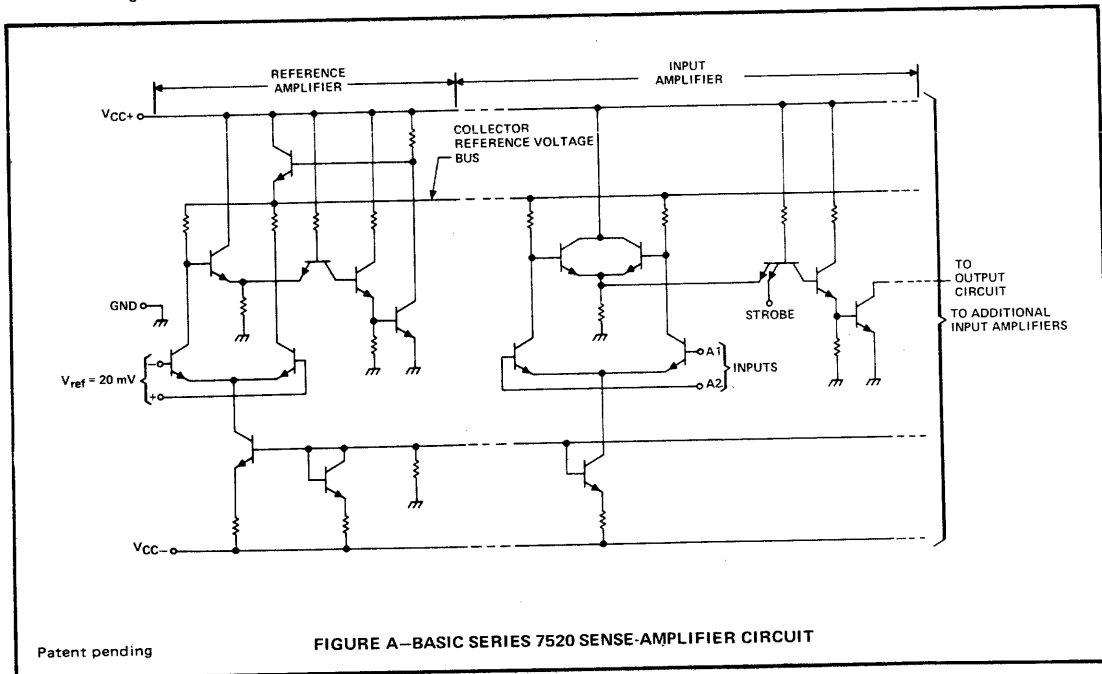 REFERENCE
AMPLIFIER
INPUT
AMPLIFIER
VCC+
COLLECTOR
REFERENCE VOLTAGE
BUS
GND
STROBE
TO
OUTPUT
CIRCUIT
TO ADDITIONAL
INPUT AMPLIFIERS
Vref = 20 mV
−
+
A1
INPUTS
A2
VCC−
Patent pending
FIGURE A—BASIC SERIES 7520 SENSE-AMPLIFIER CIRCUIT